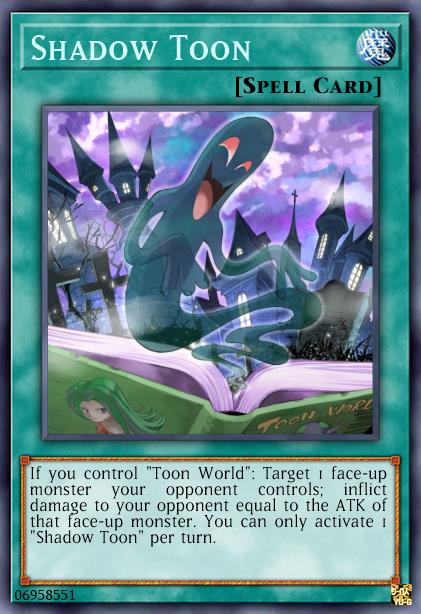 SHADOW TOON
魔
[SPELL CARD]
TOON WORLD
If you control "Toon World": Target 1 face-up
monster your opponent controls; inflict
damage to your opponent equal to the ATK of
that face-up monster. You can only activate 1
"Shadow Toon" per turn.
06958551